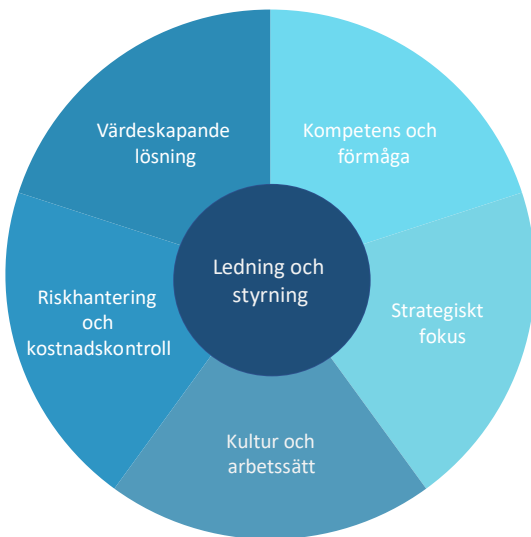 Värdeskapande
lösning
Kompetens och
förmåga
Ledning och
styrning
Riskhantering
och
kostnadskontroll
Strategiskt
fokus
Kultur och
arbetssätt